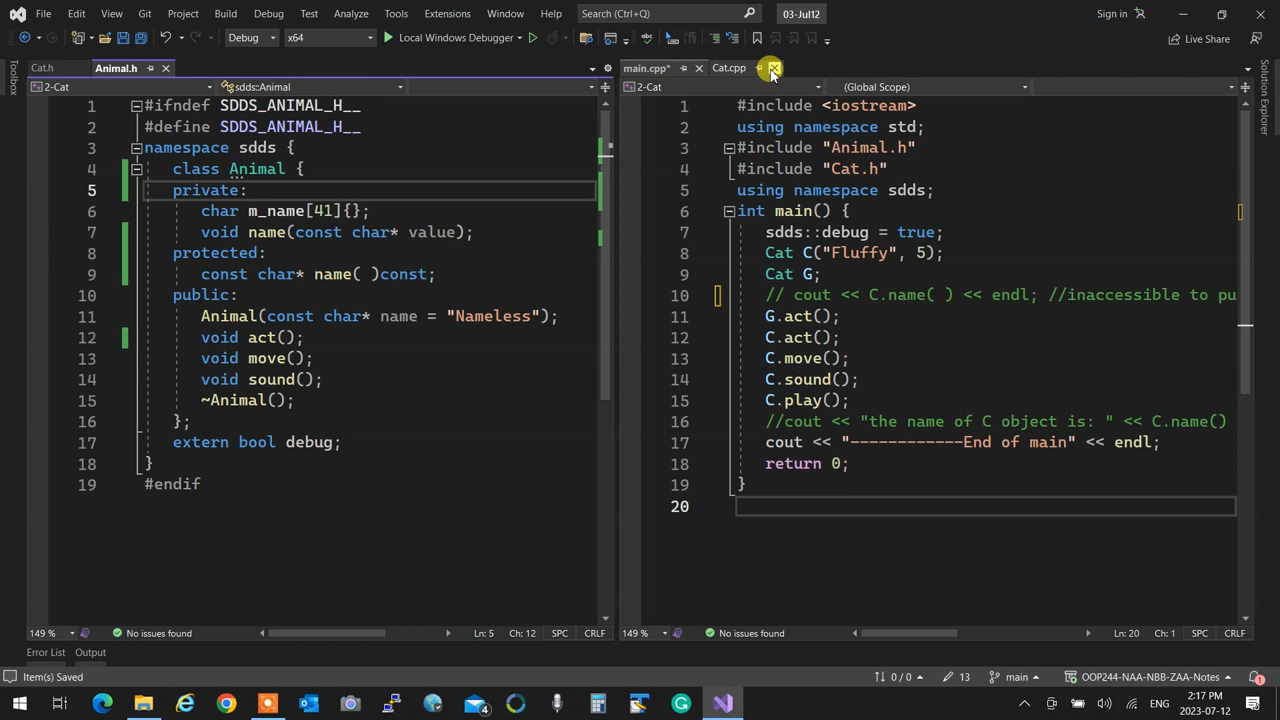 File Edit View Git Project Build Debug Test Analyze Tools Extensions Window Help Search (Ctrl+Q) 03-Jul12 Sign in
Debug x64 Local Windows Debugger Live Share
Toolbox
Cat.h Animal.h
2-Cat sdds::Animal
1 #ifndef SDDS_ANIMAL_H__
2 #define SDDS_ANIMAL_H__
3 namespace sdds {
4 class Animal {
5 private:
6 char m_name[41]{};
7 void name(const char* value);
8 protected:
9 const char* name( )const;
10 public:
11 Animal(const char* name = "Nameless");
12 void act();
13 void move();
14 void sound();
15 ~Animal();
16 };
17 extern bool debug;
18 }
19 #endif
149 % No issues found Ln: 5 Ch: 12 SPC CRLF
main.cpp* Cat.cpp
2-Cat (Global Scope)
1 #include <iostream>
2 using namespace std;
3 #include "Animal.h"
4 #include "Cat.h"
5 using namespace sdds;
6 int main() {
7 sdds::debug = true;
8 Cat C("Fluffy", 5);
9 Cat G;
10 // cout << C.name( ) << endl; //inaccessible to pu
11 G.act();
12 C.act();
13 C.move();
14 C.sound();
15 C.play();
16 //cout << "the name of C object is: " << C.name()
17 cout << "------------End of main" << endl;
18 return 0;
19 }
20
149 % No issues found Ln: 20 Ch: 1 SPC CRLF
Solution Explorer
Error List Output
Item(s) Saved 0 / 0 13 main OOP244-NAA-NBB-ZAA-Notes 1
4 ENG 2:17 PM 2023-07-12